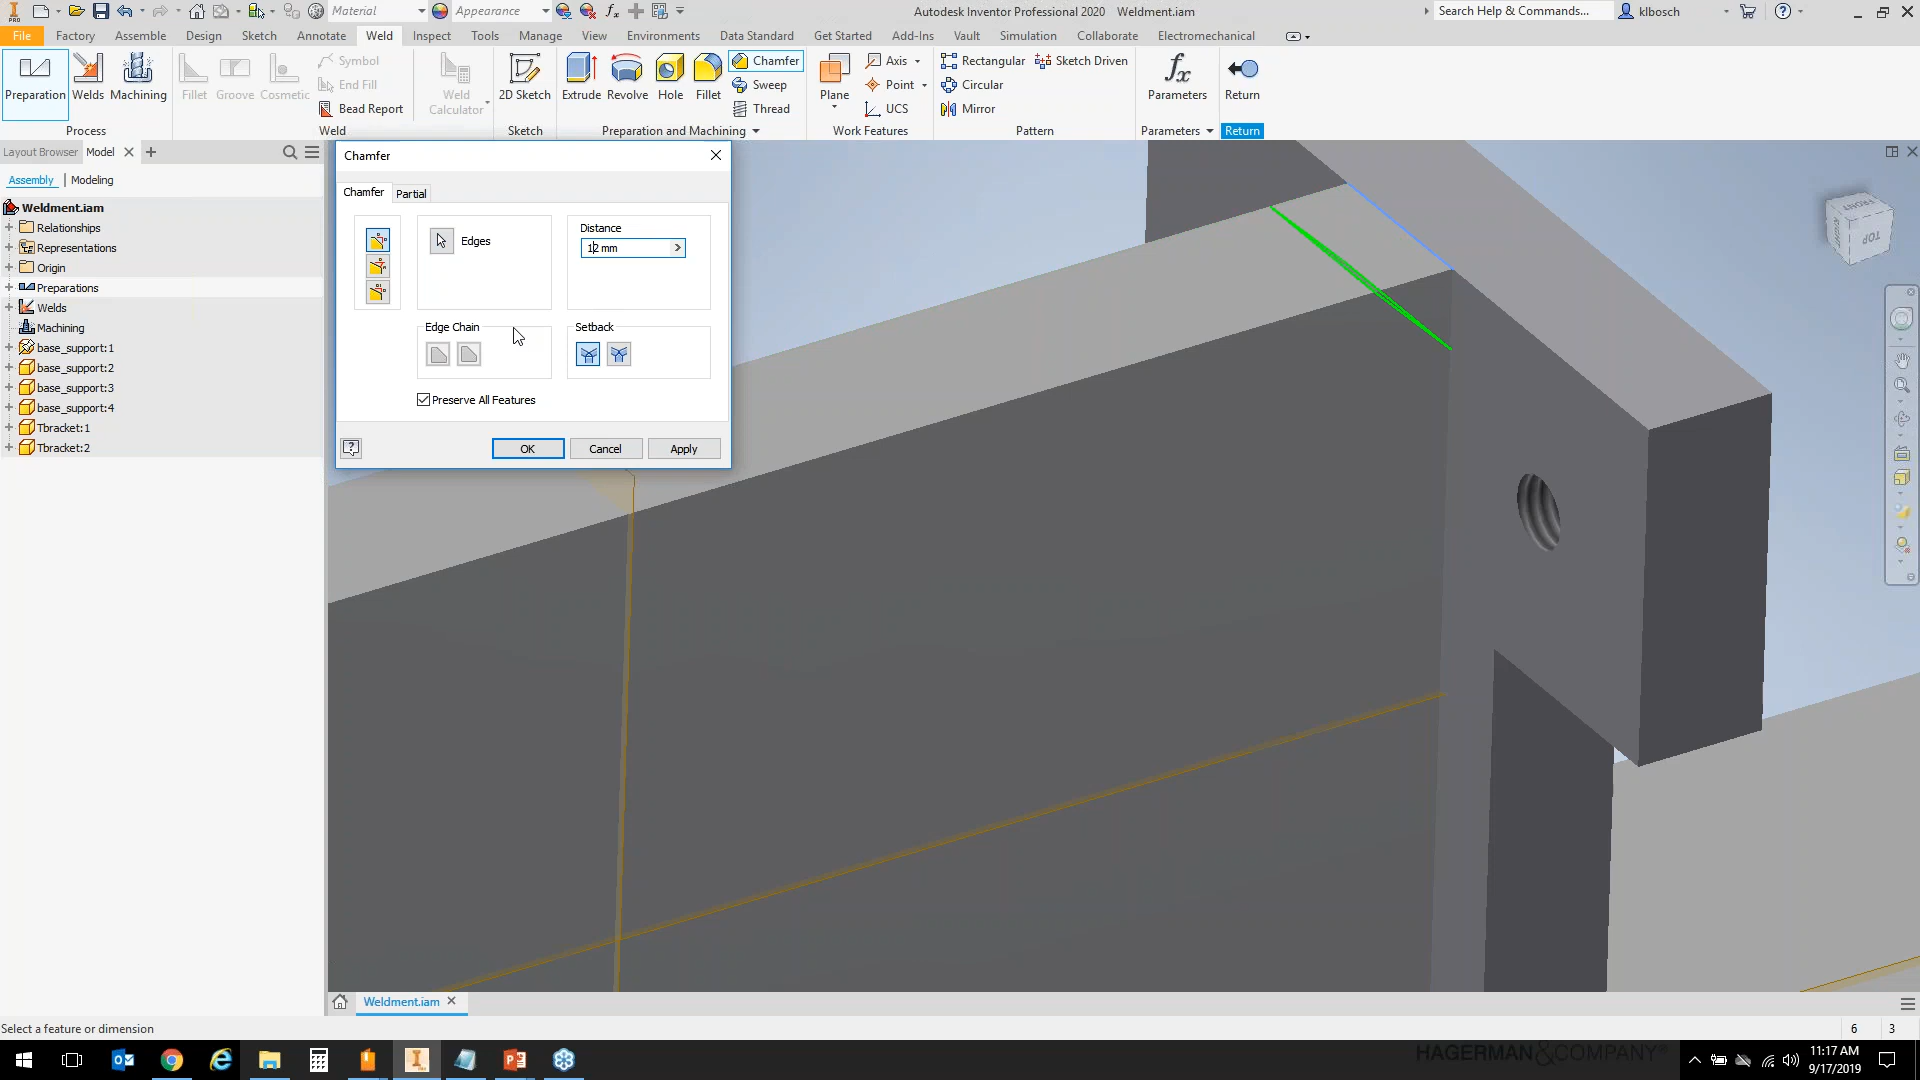 Material
Appearance
Autodesk Inventor Professional 2020 Weldment.iam
Search Help & Commands...
klbosch
File Factory Assemble Design Sketch Annotate Weld Inspect Tools Manage View Environments Data Standard Get Started Add-Ins Vault Simulation Collaborate Electromechanical
Preparation
Welds
Machining
Process
Fillet
Groove
Cosmetic
Symbol
End Fill
Bead Report
Weld Calculator
Weld
2D Sketch
Sketch
Extrude
Revolve
Hole
Fillet
Chamfer
Sweep
Thread
Preparation and Machining
Plane
Axis
Point
UCS
Work Features
Rectangular
Circular
Mirror
Sketch Driven
Pattern
fx
Parameters
Parameters
Return
Return
Layout Browser Model
Assembly | Modeling
Weldment.iam
Relationships
Representations
Origin
Preparations
Welds
Machining
base_support:1
base_support:2
base_support:3
base_support:4
Tbracket:1
Tbracket:2
Chamfer
Chamfer Partial
Edges
Distance
12 mm
Edge Chain
Setback
Preserve All Features
OK Cancel Apply
FRONT
RIGHT
TOP
Weldment.iam
Select a feature or dimension
6 3
HAGERMAN&COMPANY
11:17 AM
9/17/2019